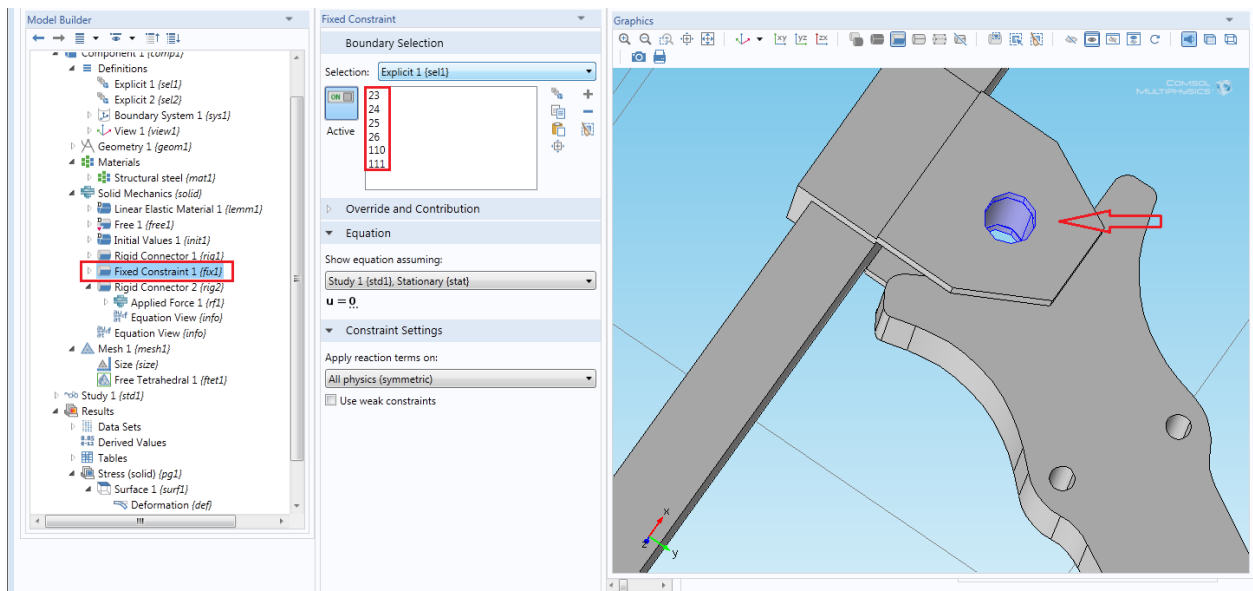 Model Builder
Component 1 {comp1}
Definitions
Explicit 1 {sel1}
Explicit 2 {sel2}
Boundary System 1 {sys1}
View 1 {view1}
Geometry 1 {geom1}
Materials
Structural steel {mat1}
Solid Mechanics {solid}
Linear Elastic Material 1 {lemm1}
Free 1 {free1}
Initial Values 1 {init1}
Rigid Connector 1 {rig1}
Fixed Constraint 1 {fix1}
Rigid Connector 2 {rig2}
Applied Force 1 {rf1}
Equation View {info}
Equation View {info}
Mesh 1 {mesh1}
Size {size}
Free Tetrahedral 1 {ftet1}
Study 1 {std1}
Results
Data Sets
8.85
e-12 Derived Values
Tables
Stress (solid) {pg1}
Surface 1 {surf1}
Deformation {def}
Fixed Constraint
Boundary Selection
Selection: Explicit 1 {sel1}
ON
Active
23
24
25
26
110
111
Override and Contribution
Equation
Show equation assuming:
Study 1 {std1}, Stationary {stat}
u = 0
Constraint Settings
Apply reaction terms on:
All physics (symmetric)
Use weak constraints
Graphics
xy yz zx
COMSOL
MULTIPHYSICS
x
z
y